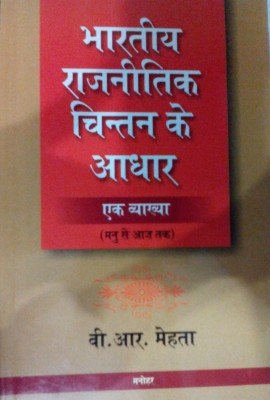 भारतीय
राजनीतिक
चिन्तन के
आधार
एक व्याख्या
(मनु से आज तक)
वी. आर. मेहता
मनोहर